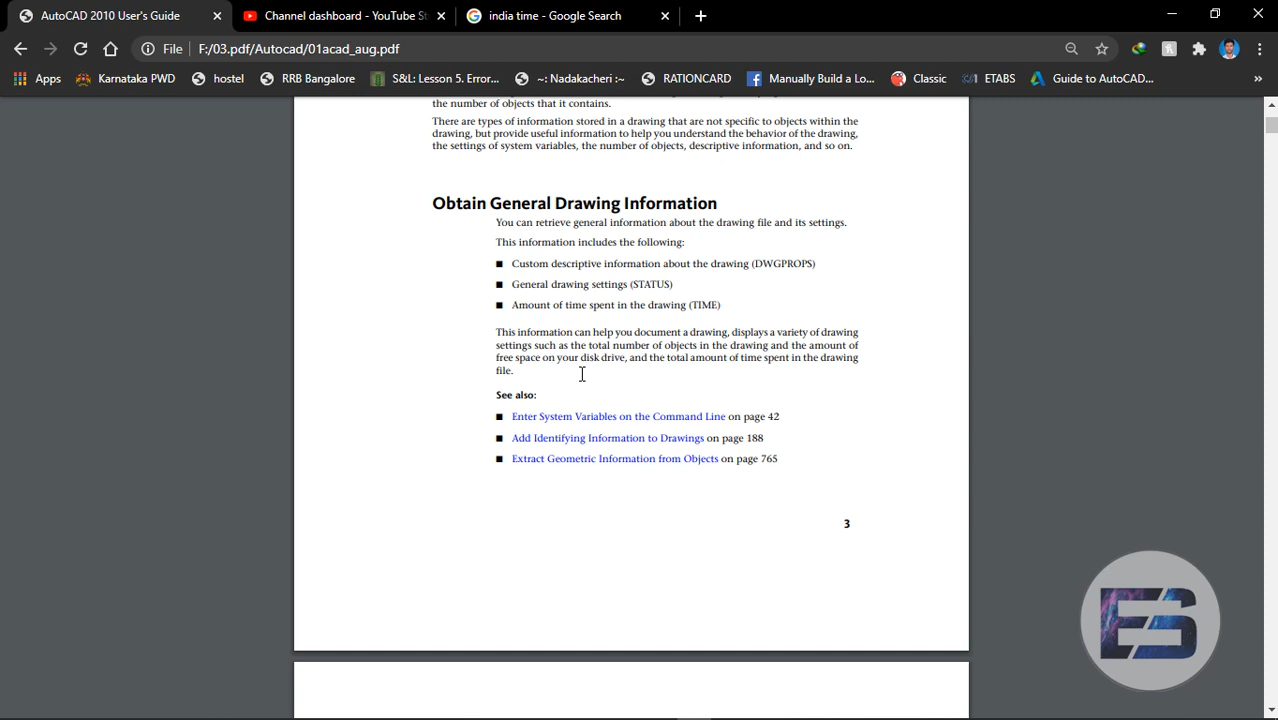 AutoCAD 2010 User's Guide
Channel dashboard - YouTube St
india time - Google Search
File F:/03.pdf/Autocad/01acad_aug.pdf
Apps
Karnataka PWD
hostel
RRB Bangalore
S&L: Lesson 5. Error...
~: Nadakacheri :~
RATIONCARD
Manually Build a Lo...
Classic
ETABS
Guide to AutoCAD...
»
the number of objects that it contains.
There are types of information stored in a drawing that are not specific to objects within the
drawing, but provide useful information to help you understand the behavior of the drawing,
the settings of system variables, the number of objects, descriptive information, and so on.
Obtain General Drawing Information
You can retrieve general information about the drawing file and its settings.
This information includes the following:
■ Custom descriptive information about the drawing (DWGPROPS)
■ General drawing settings (STATUS)
■ Amount of time spent in the drawing (TIME)
This information can help you document a drawing, displays a variety of drawing
settings such as the total number of objects in the drawing and the amount of
free space on your disk drive, and the total amount of time spent in the drawing
file.
See also:
■ Enter System Variables on the Command Line on page 42
■ Add Identifying Information to Drawings on page 188
■ Extract Geometric Information from Objects on page 765
3
ES